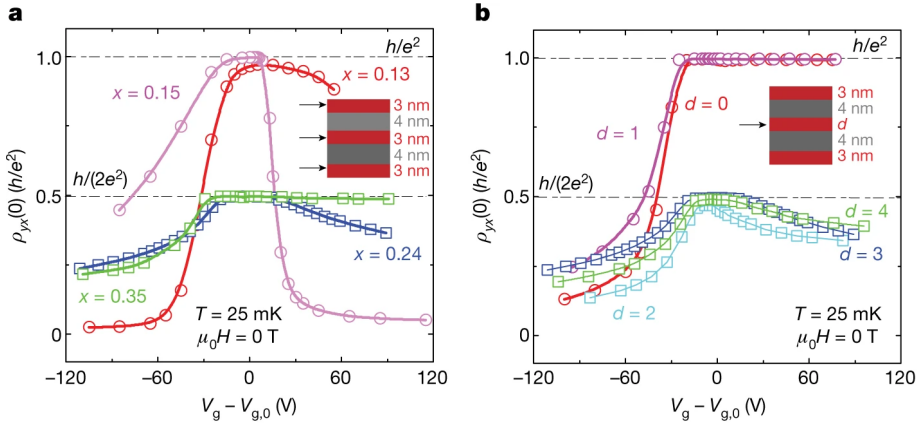 a
h/e²
1.0
x = 0.15
x = 0.13
3 nm
4 nm
3 nm
4 nm
3 nm
h/(2e²)
0.5
x = 0.24
x = 0.35
T = 25 mK
μ₀H = 0 T
0
ρyx(0) (h/e²)
−120 −60 0 60 120
Vg − Vg,0 (V)
b
h/e²
1.0
d = 1
d = 0
3 nm
4 nm
d
4 nm
3 nm
h/(2e²)
0.5
d = 4
d = 3
d = 2
T = 25 mK
μ₀H = 0 T
0
ρyx(0) (h/e²)
−120 −60 0 60 120
Vg − Vg,0 (V)